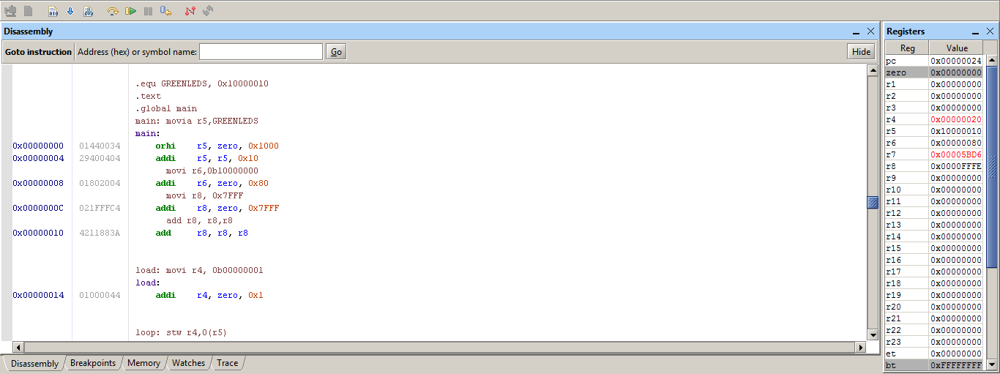 Disassembly
Goto instruction Address (hex) or symbol name: Go Hide
.equ GREENLEDS, 0x10000010
.text
.global main
main: movia r5,GREENLEDS
main:
0x00000000 01440034 orhi r5, zero, 0x1000
0x00000004 29400404 addi r5, r5, 0x10
movi r6,0b10000000
0x00000008 01802004 addi r6, zero, 0x80
movi r8, 0x7FFF
0x0000000C 021FFFC4 addi r8, zero, 0x7FFF
add r8, r8,r8
0x00000010 4211883A add r8, r8, r8
load: movi r4, 0b00000001
load:
0x00000014 01000044 addi r4, zero, 0x1
loop: stw r4,0(r5)
Disassembly Breakpoints Memory Watches Trace
Registers
Reg Value
pc 0x00000024
zero 0x00000000
r1 0x00000000
r2 0x00000000
r3 0x00000000
r4 0x00000020
r5 0x10000010
r6 0x00000080
r7 0x00005BD6
r8 0x0000FFFE
r9 0x00000000
r10 0x00000000
r11 0x00000000
r12 0x00000000
r13 0x00000000
r14 0x00000000
r15 0x00000000
r16 0x00000000
r17 0x00000000
r18 0x00000000
r19 0x00000000
r20 0x00000000
r21 0x00000000
r22 0x00000000
r23 0x00000000
et 0x00000000
bt 0xFFFFFFFF